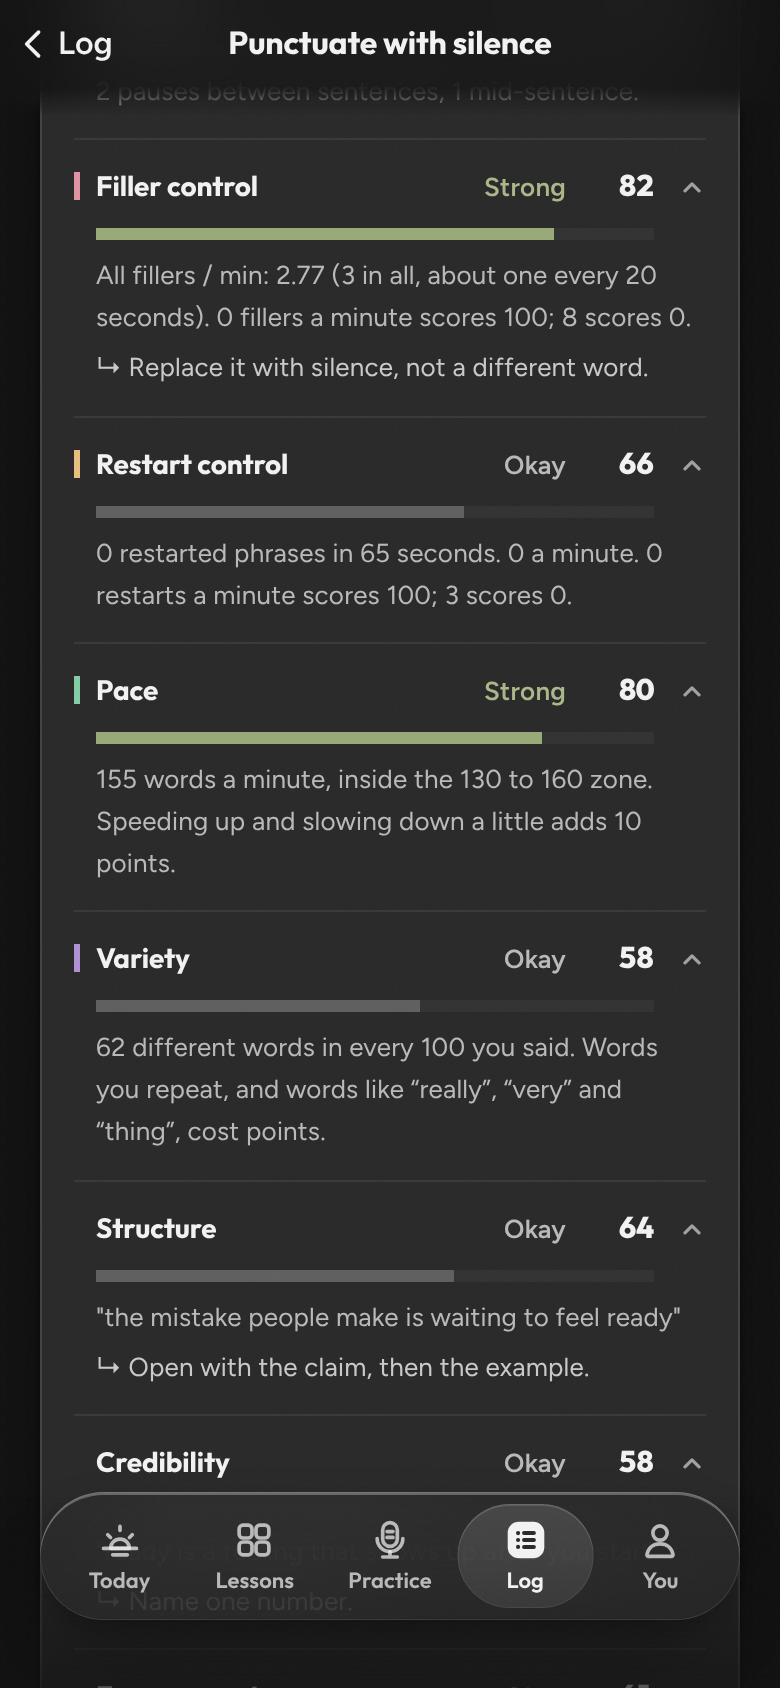 Log
Punctuate with silence
2 pauses between sentences, 1 mid-sentence.
Filler control Strong 82
All fillers / min: 2.77 (3 in all, about one every 20
seconds). 0 fillers a minute scores 100; 8 scores 0.
↳ Replace it with silence, not a different word.
Restart control Okay 66
0 restarted phrases in 65 seconds. 0 a minute. 0
restarts a minute scores 100; 3 scores 0.
Pace Strong 80
155 words a minute, inside the 130 to 160 zone.
Speeding up and slowing down a little adds 10
points.
Variety Okay 58
62 different words in every 100 you said. Words
you repeat, and words like “really”, “very” and
“thing”, cost points.
Structure Okay 64
"the mistake people make is waiting to feel ready"
↳ Open with the claim, then the example.
Credibility Okay 58
↳ Name one number.
Today Lessons Practice Log You